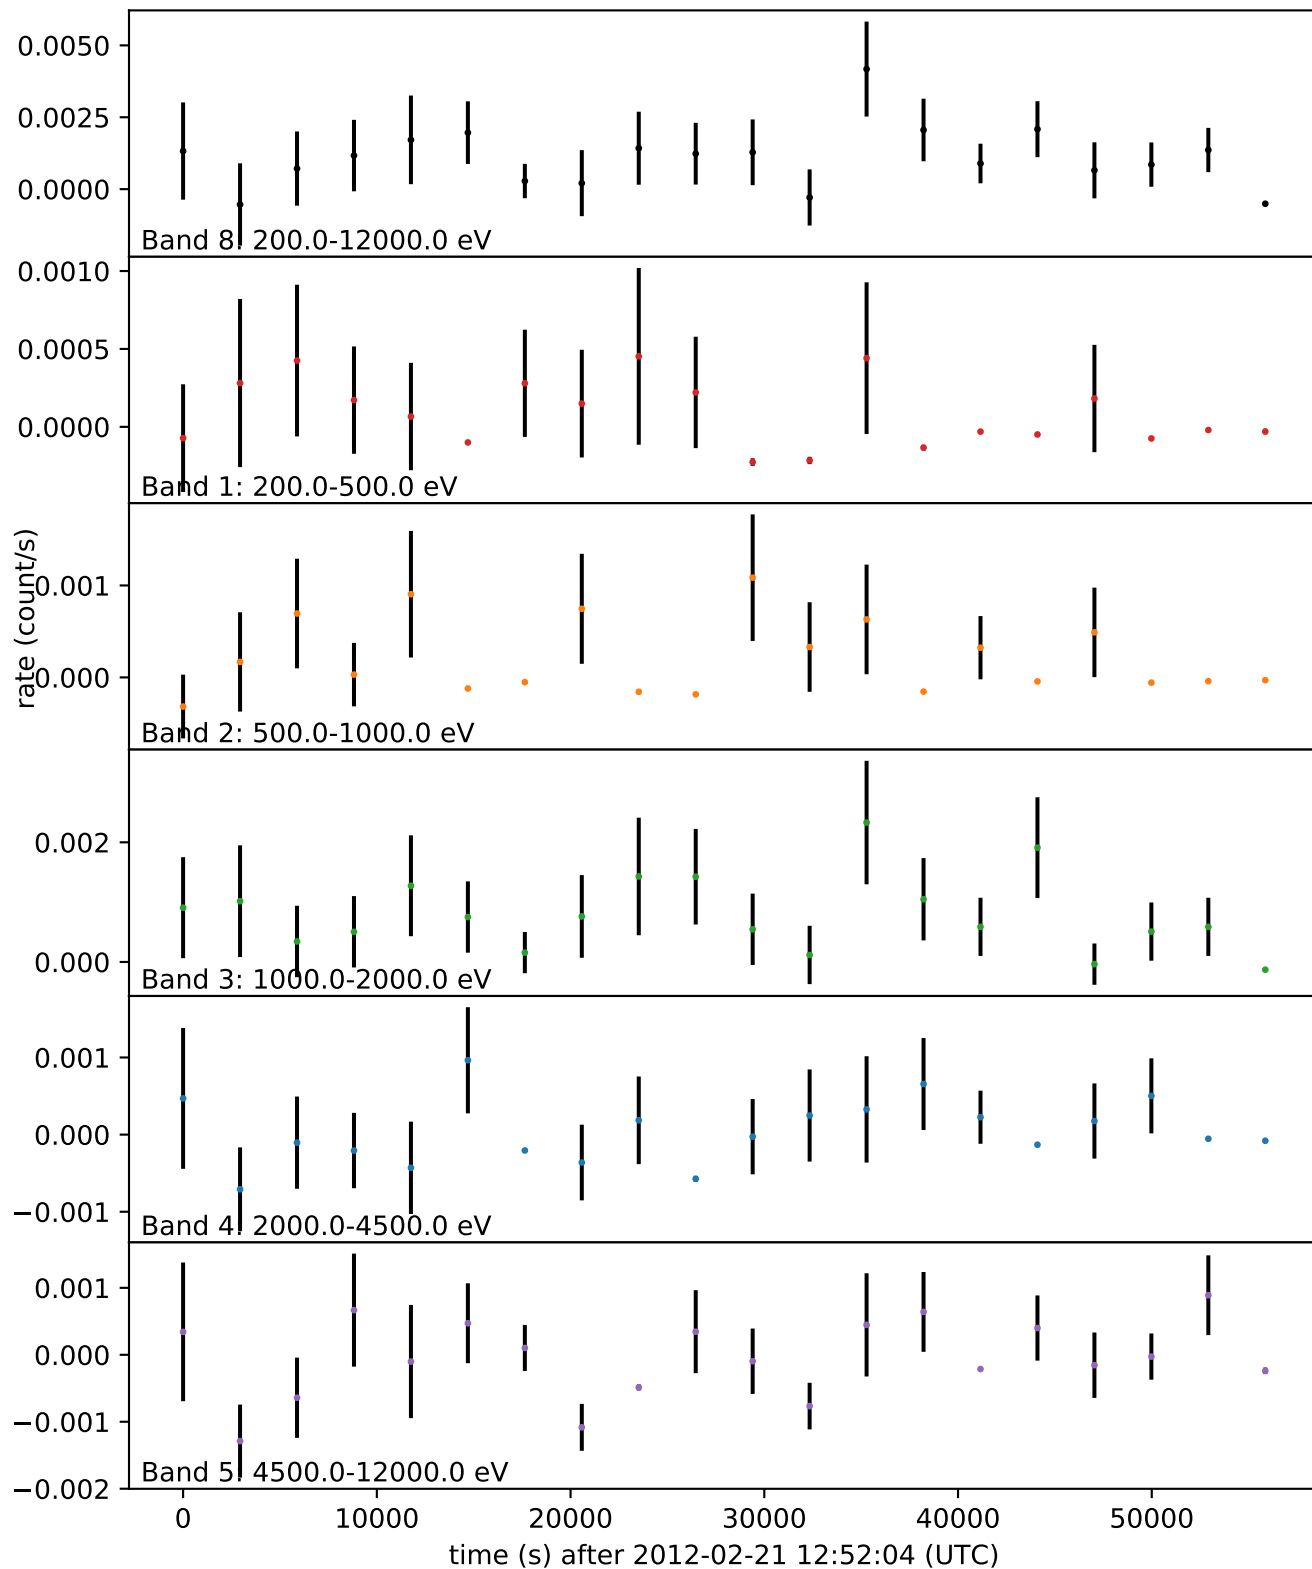 0.0050
0.0025
0.0000
Band 8: 200.0-12000.0 eV
0.0010
0.0005
0.0000
Band 1: 200.0-500.0 eV
rate (count/s)
0.001
0.000
Band 2: 500.0-1000.0 eV
0.002
0.000
Band 3: 1000.0-2000.0 eV
0.001
0.000
−0.001
Band 4: 2000.0-4500.0 eV
0.001
0.000
−0.001
−0.002
Band 5: 4500.0-12000.0 eV
0 10000 20000 30000 40000 50000
time (s) after 2012-02-21 12:52:04 (UTC)